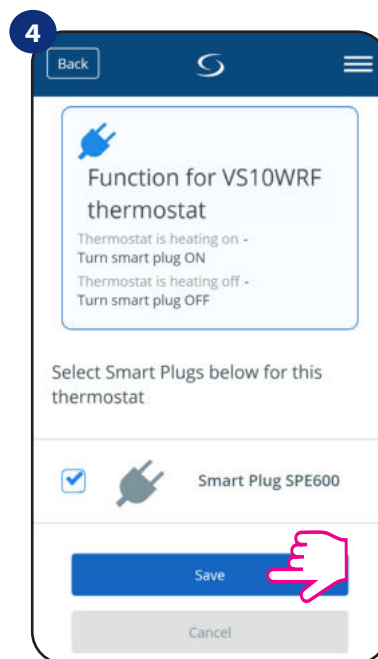 4
Back
Function for VS10WRF
thermostat
Thermostat is heating on -
Turn smart plug ON
Thermostat is heating off -
Turn smart plug OFF
Select Smart Plugs below for this
thermostat
Smart Plug SPE600
Save
Cancel